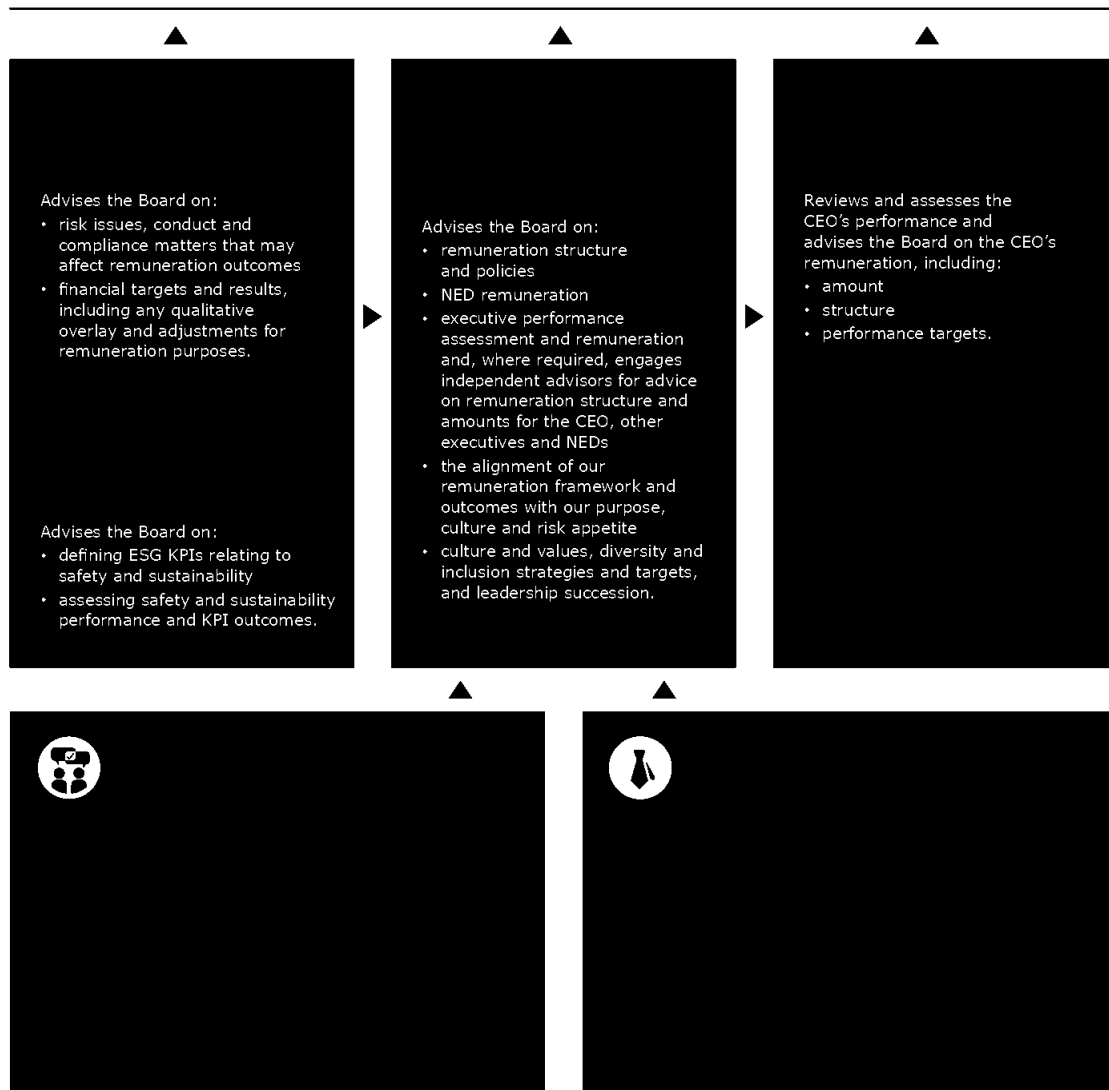 Advises the Board on:
• risk issues, conduct and
compliance matters that may
affect remuneration outcomes
• financial targets and results,
including any qualitative
overlay and adjustments for
remuneration purposes.
Advises the Board on:
• defining ESG KPIs relating to
safety and sustainability
• assessing safety and sustainability
performance and KPI outcomes.
Advises the Board on:
• remuneration structure
and policies
• NED remuneration
• executive performance
assessment and remuneration
and, where required, engages
independent advisors for advice
on remuneration structure and
amounts for the CEO, other
executives and NEDs
• the alignment of our
remuneration framework and
outcomes with our purpose,
culture and risk appetite
• culture and values, diversity and
inclusion strategies and targets,
and leadership succession.
Reviews and assesses the
CEO’s performance and
advises the Board on the CEO’s
remuneration, including:
• amount
• structure
• performance targets.